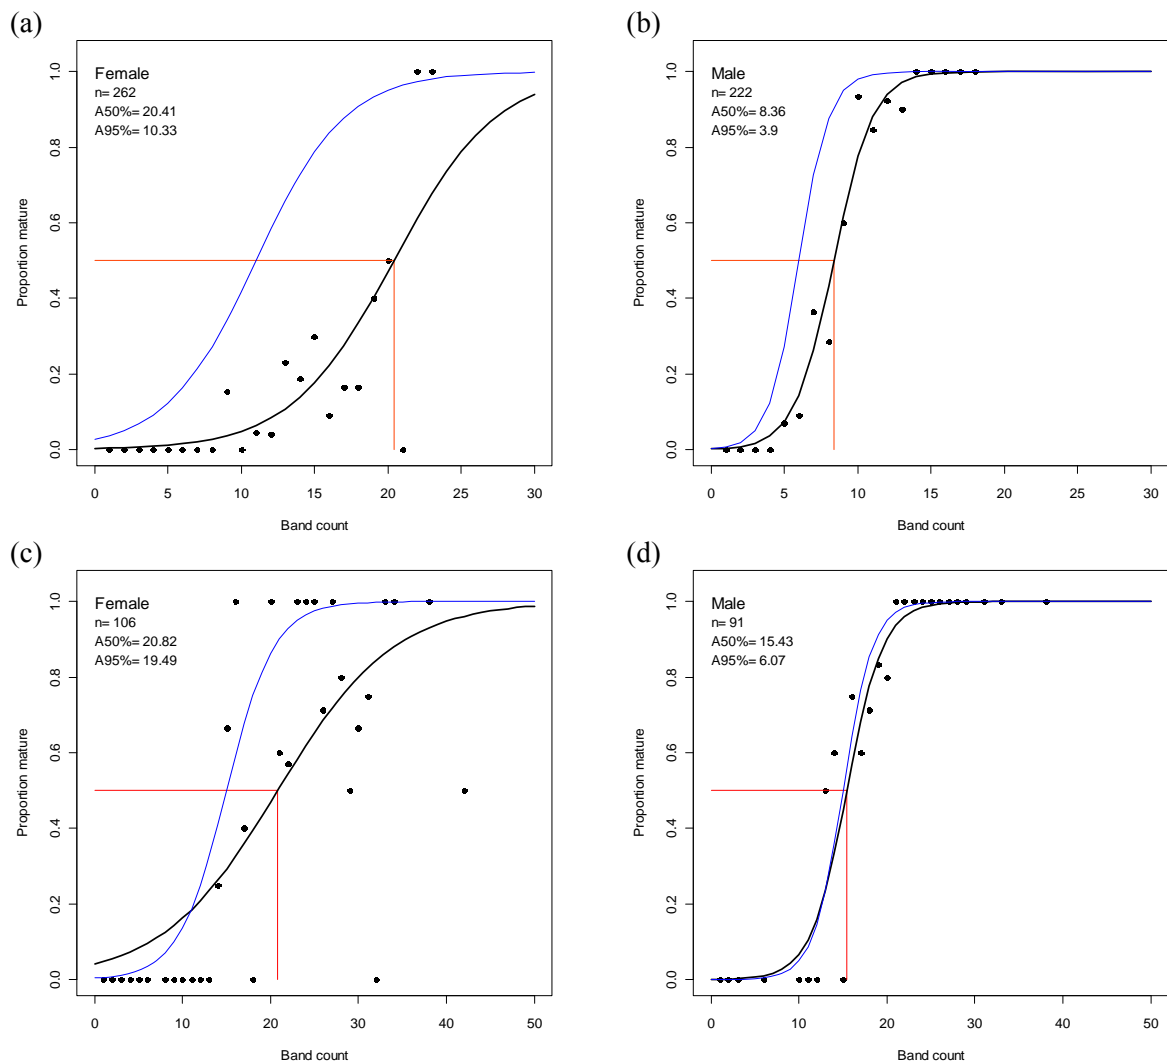 (a)
Female
n= 262
A50%= 20.41
A95%= 10.33
1.0
0.8
0.6
0.4
0.2
0.0
Proportion mature
0 5 10 15 20 25 30
Band count
(b)
Male
n= 222
A50%= 8.36
A95%= 3.9
1.0
0.8
0.6
0.4
0.2
0.0
Proportion mature
0 5 10 15 20 25 30
Band count
(c)
Female
n= 106
A50%= 20.82
A95%= 19.49
1.0
0.8
0.6
0.4
0.2
0.0
Proportion mature
0 10 20 30 40 50
Band count
(d)
Male
n= 91
A50%= 15.43
A95%= 6.07
1.0
0.8
0.6
0.4
0.2
0.0
Proportion mature
0 10 20 30 40 50
Band count